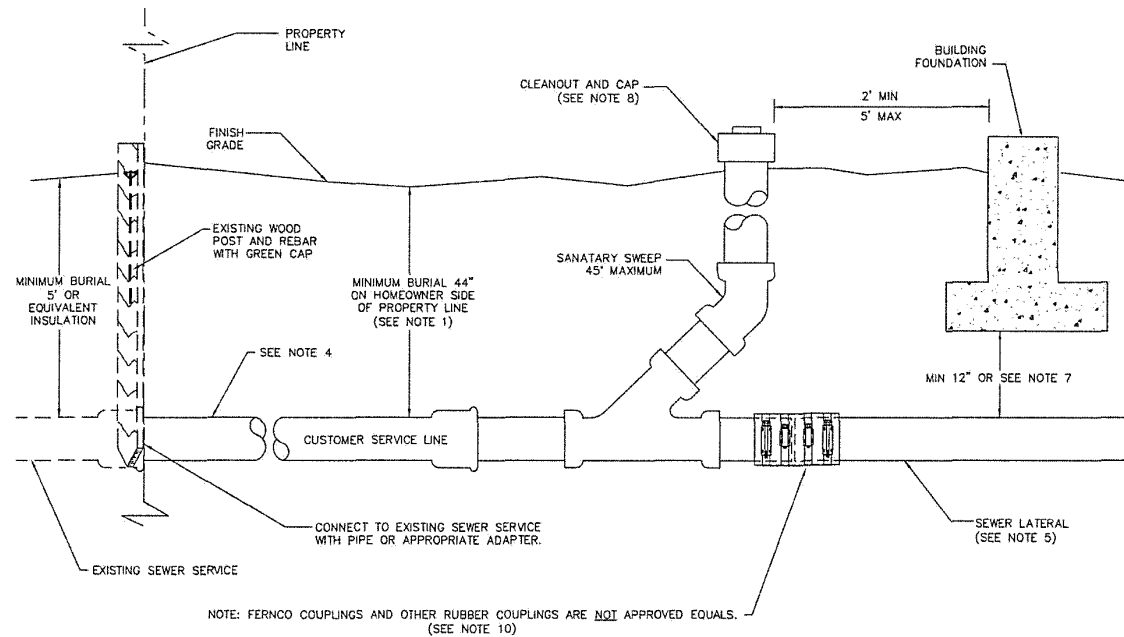 PROPERTY
LINE
BUILDING
FOUNDATION
CLEANOUT AND CAP
(SEE NOTE 8)
2' MIN
5' MAX
FINISH
GRADE
EXISTING WOOD
POST AND REBAR
WITH GREEN CAP
MINIMUM BURIAL
5' OR
EQUIVALENT
INSULATION
MINIMUM BURIAL 44"
ON HOMEOWNER SIDE
OF PROPERTY LINE
(SEE NOTE 1)
SANATARY SWEEP
45° MAXIMUM
SEE NOTE 4
MIN 12" OR SEE NOTE 7
CUSTOMER SERVICE LINE
CONNECT TO EXISTING SEWER SERVICE
WITH PIPE OR APPROPRIATE ADAPTER.
SEWER LATERAL
(SEE NOTE 5)
EXISTING SEWER SERVICE
NOTE: FERNCO COUPLINGS AND OTHER RUBBER COUPLINGS ARE NOT APPROVED EQUALS.
(SEE NOTE 10)